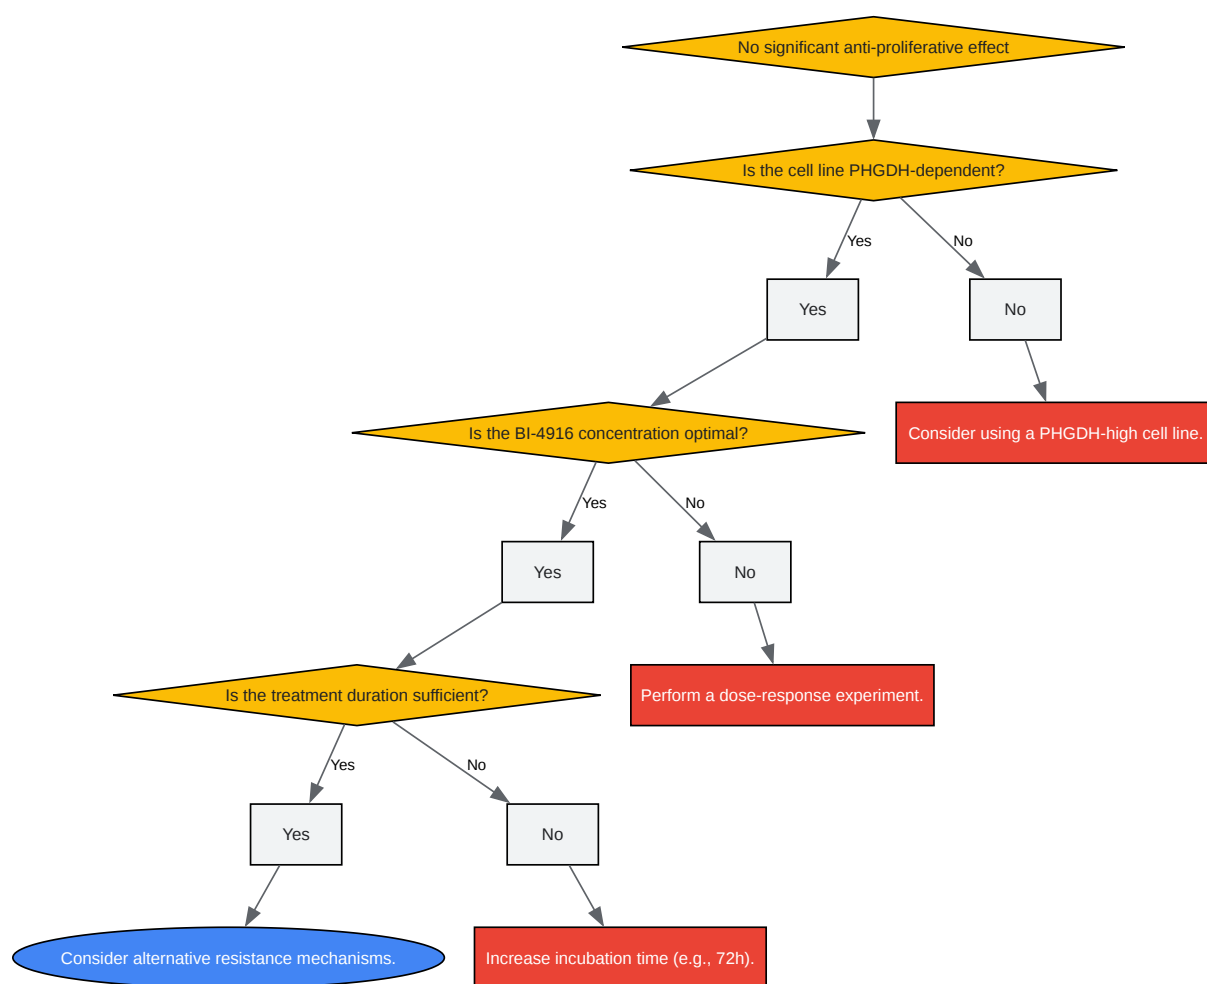 No significant anti-proliferative effect
Is the cell line PHGDH-dependent?
Yes
No
Yes
No
Is the BI-4916 concentration optimal?
Consider using a PHGDH-high cell line.
Yes
No
Yes
No
Is the treatment duration sufficient?
Perform a dose-response experiment.
Yes
No
Yes
No
Consider alternative resistance mechanisms.
Increase incubation time (e.g., 72h).